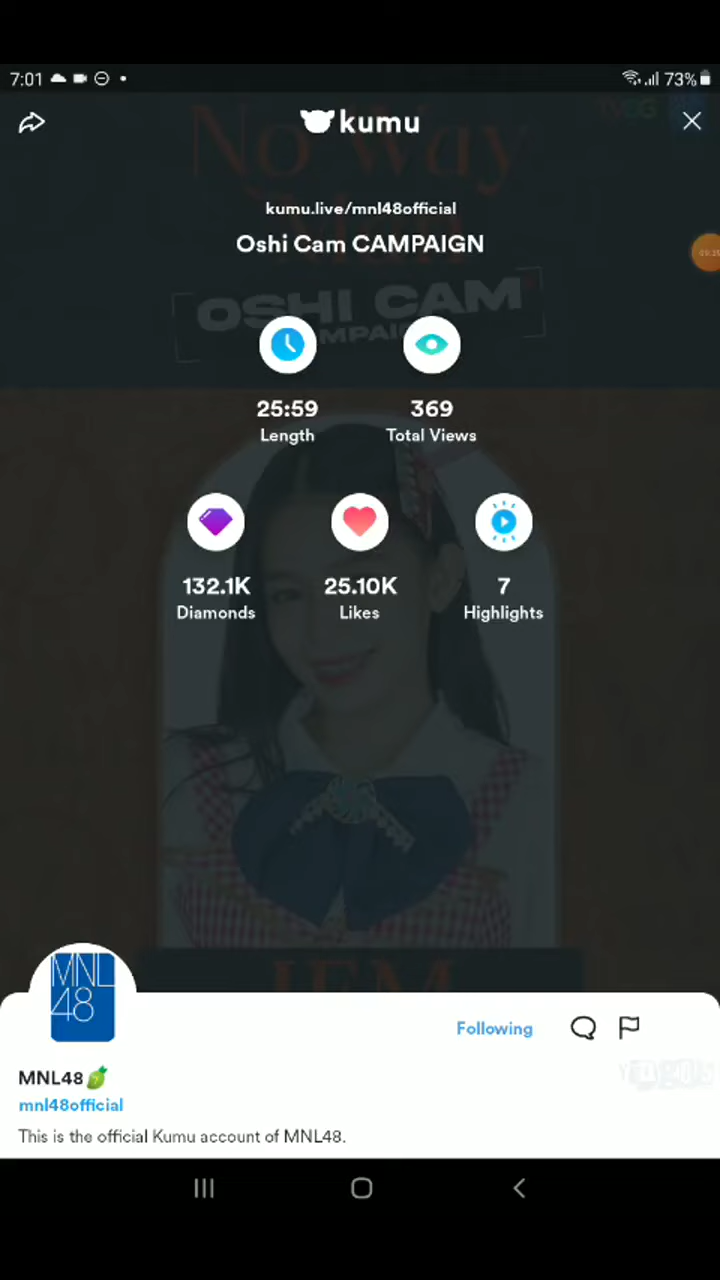 7:01
73%
No Way
kumu
kumu.live/mnl48official
Oshi Cam CAMPAIGN
OSHI CAM
25:59
369
Length
Total Views
132.1K
25.10K
7
Diamonds
Likes
Highlights
MNL
48
Following
MNL48
mnl48official
This is the official Kumu account of MNL48.